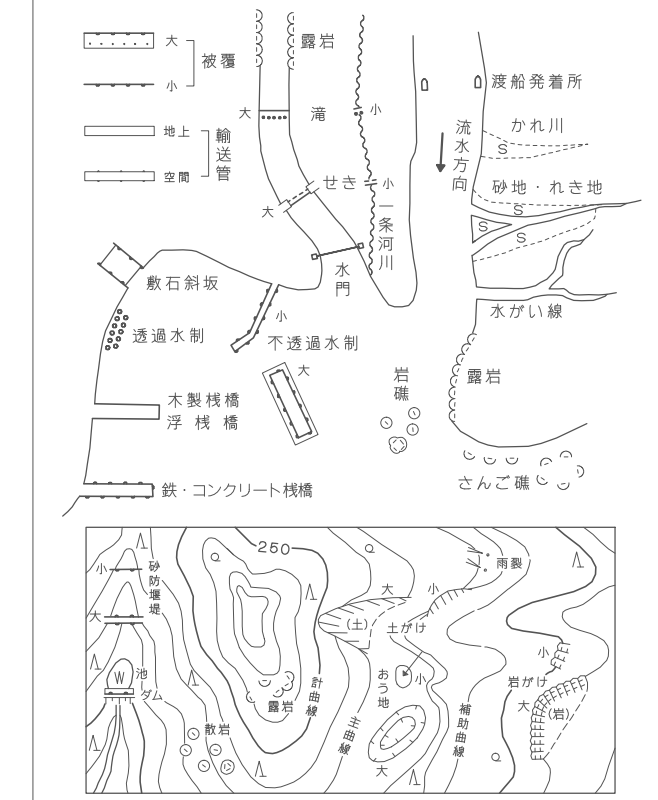 大
被覆
小
地上
輸送管
空間
露岩
大
滝
小
せき
小
大
一条河川
水門
渡船発着所
流水方向
かれ川
S
砂地・れき地
S
S
S
水がい線
露岩
敷石斜坂
透過水制
小
不透過水制
大
木製桟橋
浮桟橋
鉄・コンクリート桟橋
岩礁
さんご礁
250
小
砂防堰堤
大
W
池
ダム
散岩
露岩
計曲線
主曲線
大
小
(土)
土がけ
雨裂
おう地
小
大
補助曲線
小
岩がけ
大
(岩)